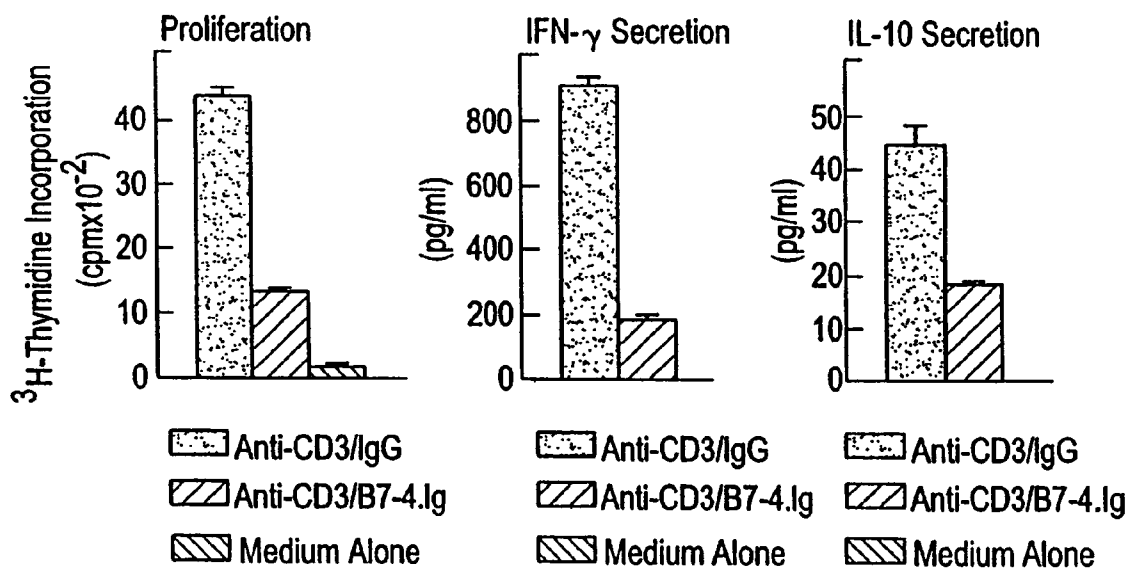 Proliferation
³H-Thymidine Incorporation
(cpmx10⁻²)
40
30
20
10
0
Anti-CD3/IgG
Anti-CD3/B7-4.Ig
Medium Alone
IFN-γ Secretion
(pg/ml)
800
600
400
200
0
Anti-CD3/IgG
Anti-CD3/B7-4.Ig
Medium Alone
IL-10 Secretion
(pg/ml)
50
40
30
20
10
0
Anti-CD3/IgG
Anti-CD3/B7-4.Ig
Medium Alone